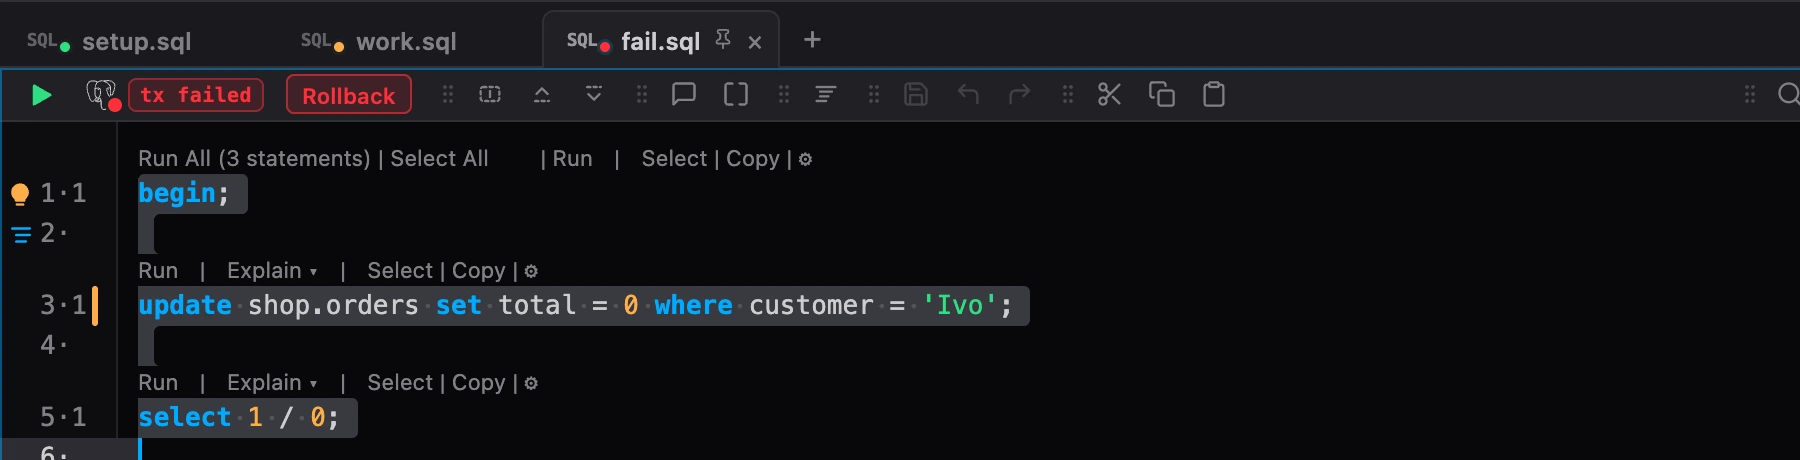 SQL setup.sql SQL work.sql SQL fail.sql
tx failed Rollback
Run All (3 statements) | Select All | Run | Select | Copy |
1·1 begin;
2·
Run | Explain ▾ | Select | Copy |
3·1 update·shop.orders·set·total·=·0·where·customer·=·'Ivo';
4·
Run | Explain ▾ | Select | Copy |
5·1 select·1·/·0;
6·